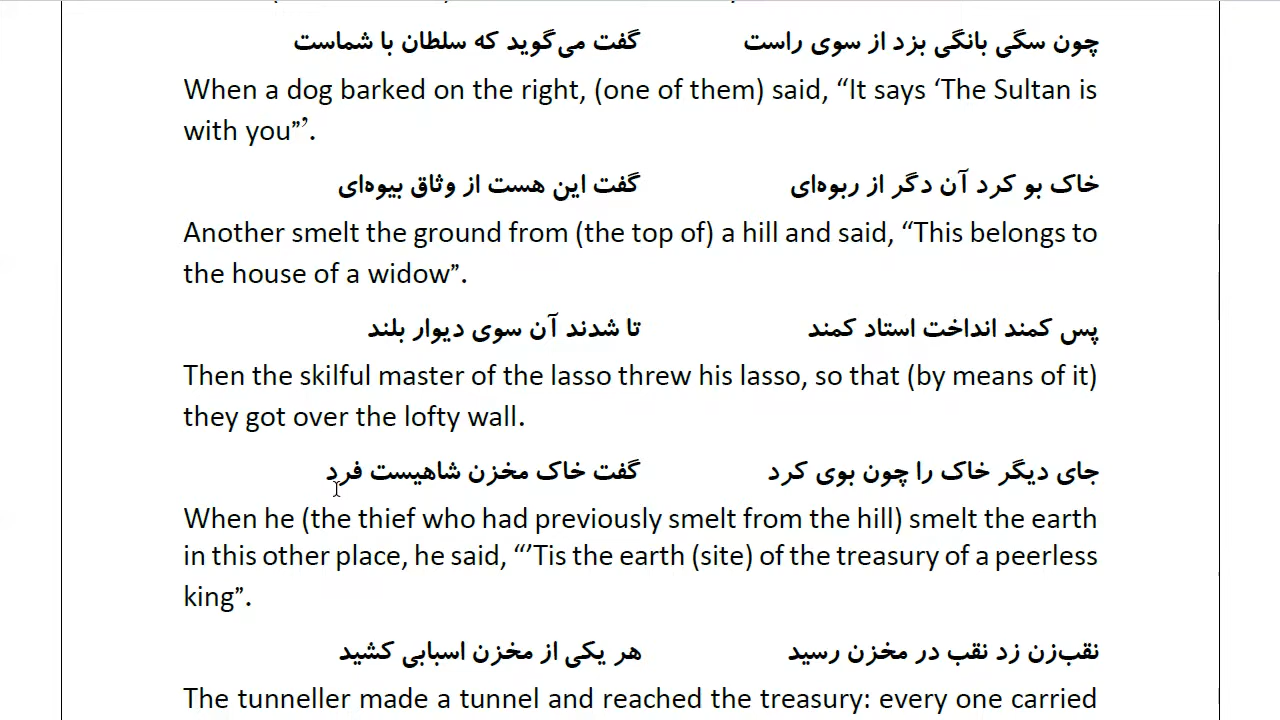 چون سگی بانگی بزد از سوی راست گفت می‌گوید که سلطان با شماست
When a dog barked on the right, (one of them) said, “It says ‘The Sultan is
with you”’.
خاک بو کرد آن دگر از ربوه‌ای گفت این هست از وثاق بیوه‌ای
Another smelt the ground from (the top of) a hill and said, “This belongs to
the house of a widow”.
پس کمند انداخت استاد کمند تا شدند آن سوی دیوار بلند
Then the skilful master of the lasso threw his lasso, so that (by means of it)
they got over the lofty wall.
جای دیگر خاک را چون بوی کرد گفت خاک مخزن شاهیست فرد
When he (the thief who had previously smelt from the hill) smelt the earth
in this other place, he said, “’Tis the earth (site) of the treasury of a peerless
king”.
نقب‌زن زد نقب در مخزن رسید هر یکی از مخزن اسبابی کشید
The tunneller made a tunnel and reached the treasury: every one carried